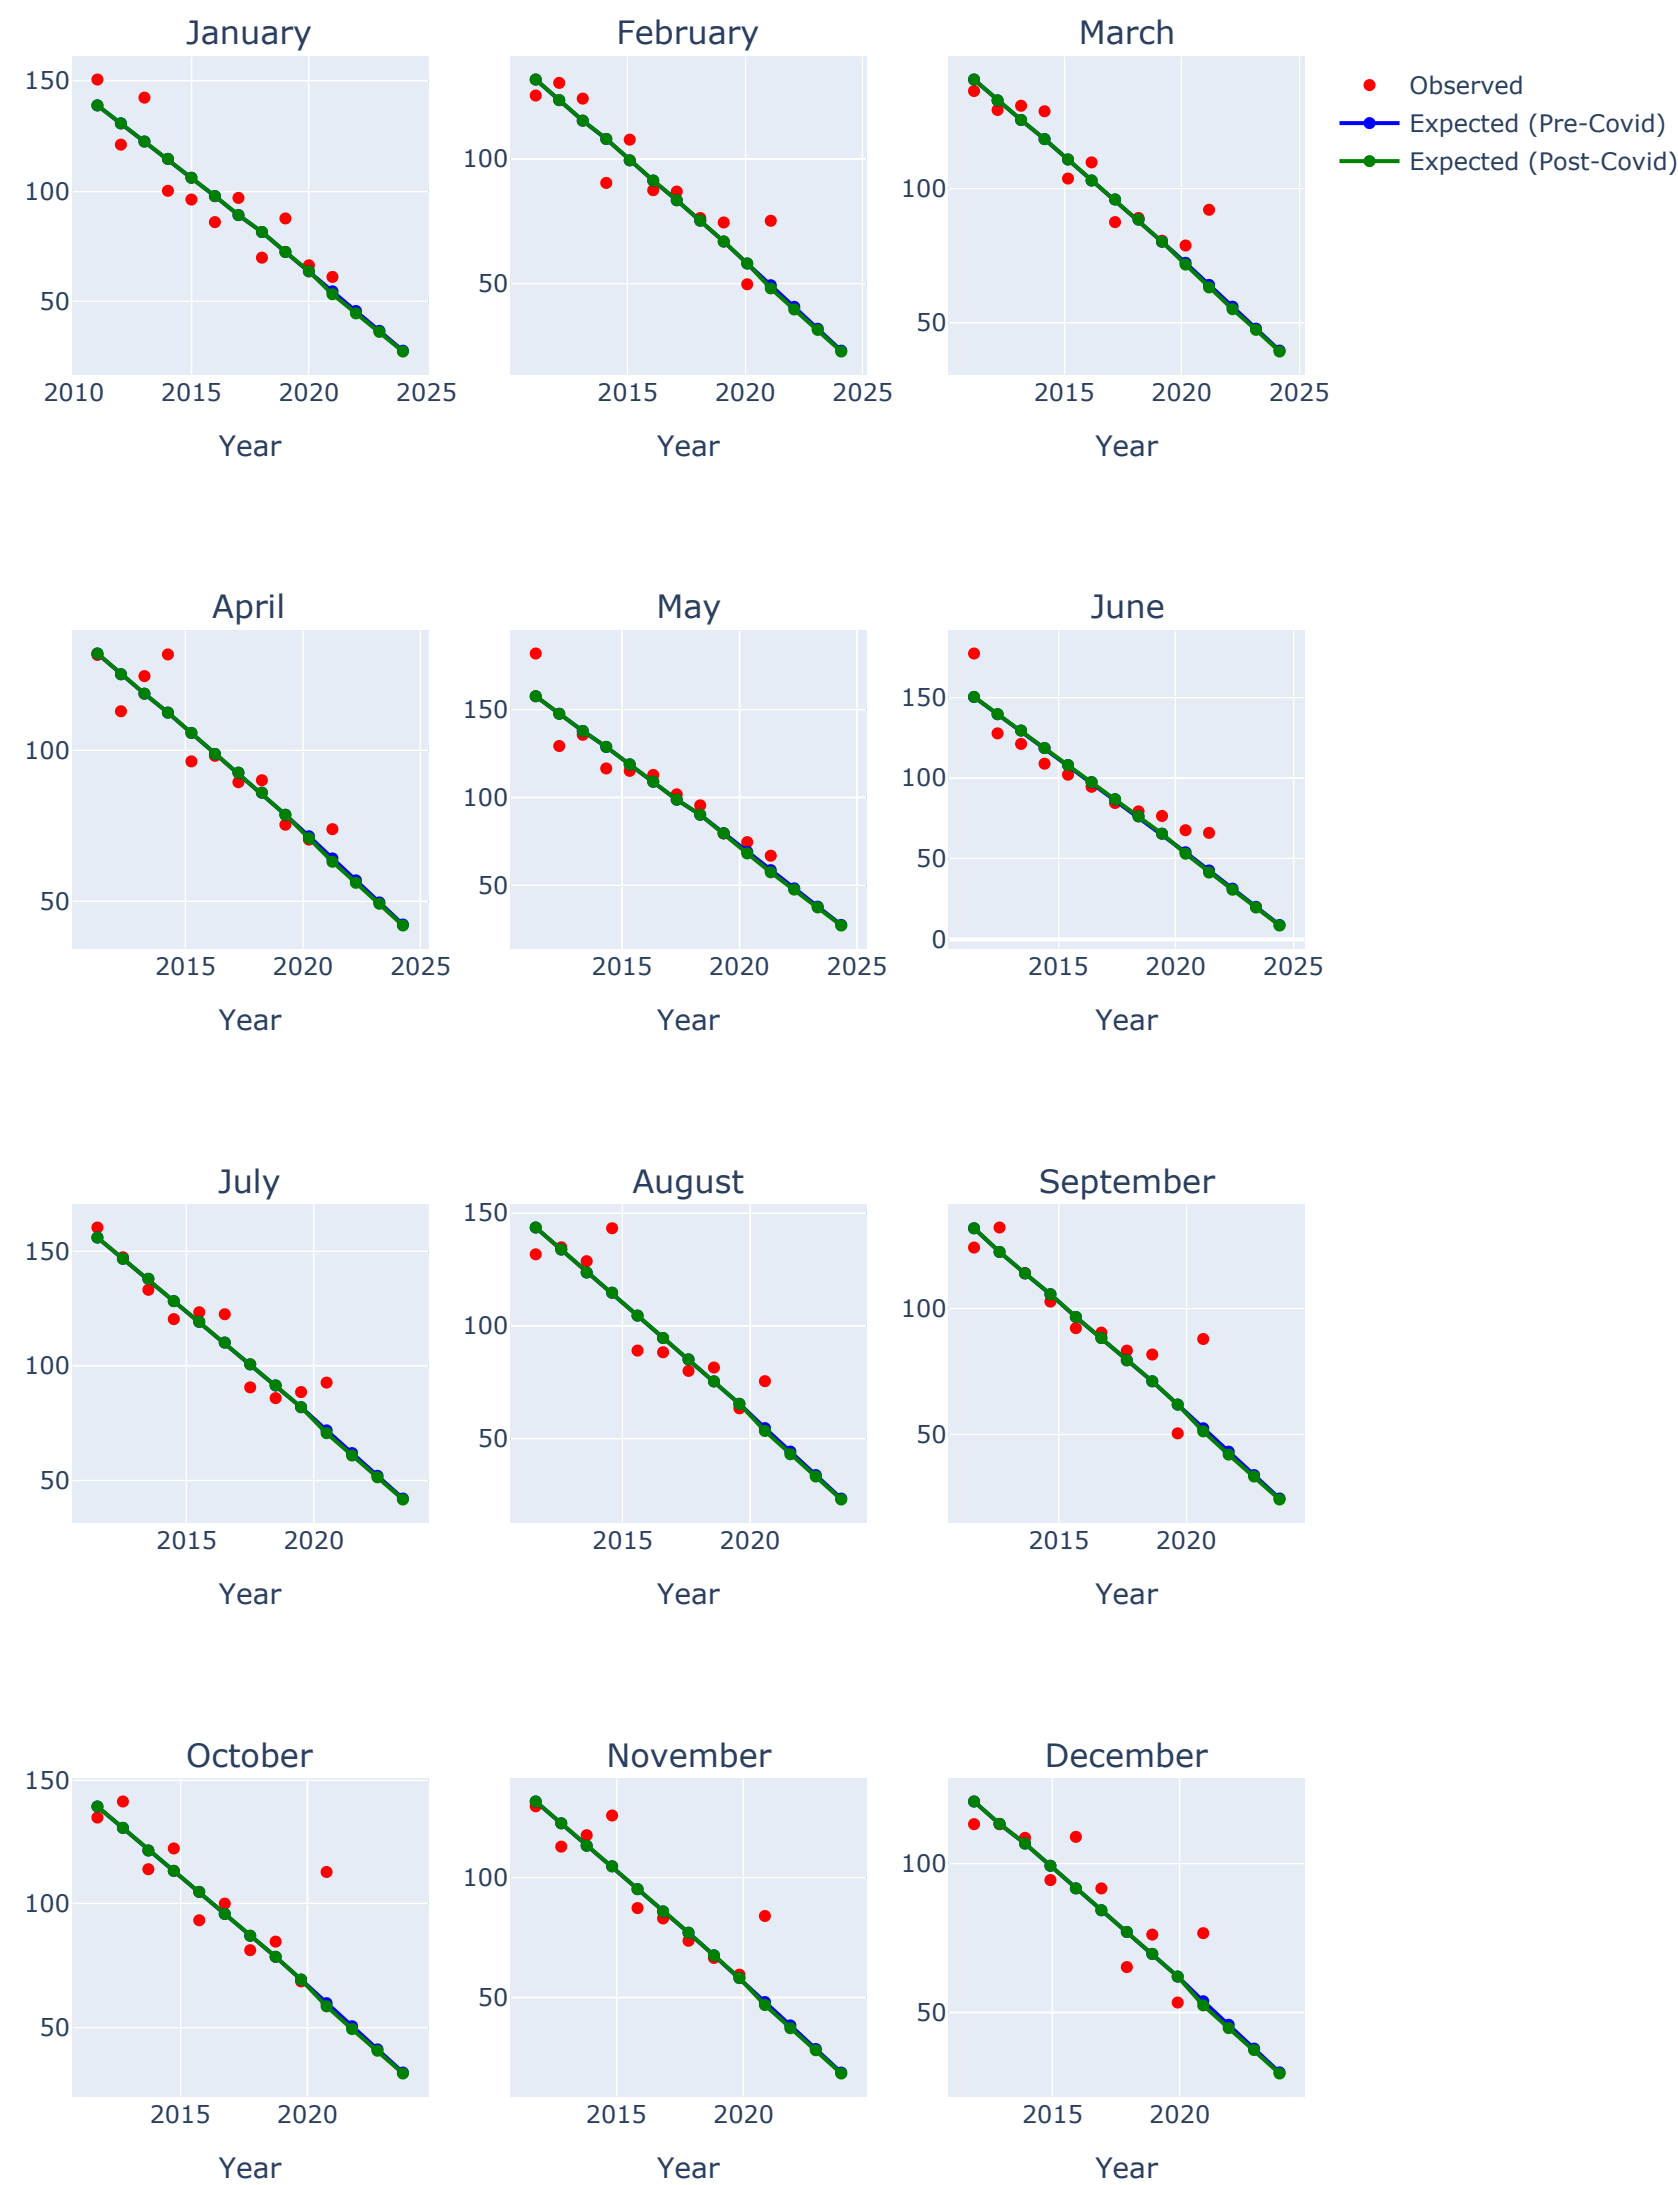 January
February
March
150
100
50
2010
2015
2020
2025
Year
100
50
2015
2020
2025
Year
100
50
2015
2020
2025
Year
Observed
Expected (Pre-Covid)
Expected (Post-Covid)
April
May
June
100
50
2015
2020
2025
Year
150
100
50
2015
2020
2025
Year
150
100
50
0
2015
2020
2025
Year
July
August
September
150
100
50
2015
2020
Year
150
100
50
2015
2020
Year
100
50
2015
2020
Year
October
November
December
150
100
50
2015
2020
Year
100
50
2015
2020
Year
100
50
2015
2020
Year